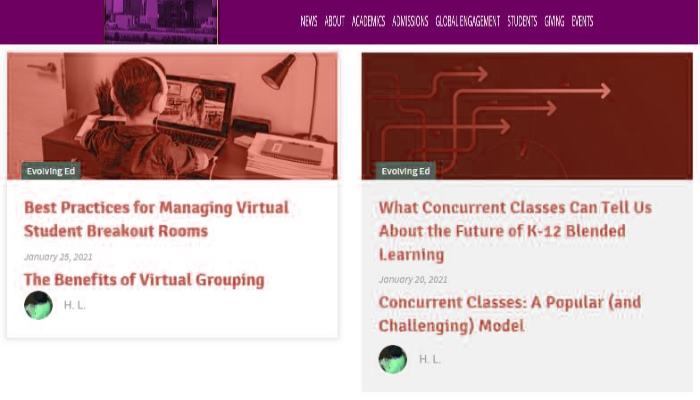 NEWS ABOUT ACADEMICS ADMISSIONS GLOBAL ENGAGEMENT STUDENTS GIVING EVENTS
Evolving Ed
Best Practices for Managing Virtual
Student Breakout Rooms
January 25, 2021
The Benefits of Virtual Grouping
H. L.
Evolving Ed
What Concurrent Classes Can Tell Us
About the Future of K-12 Blended
Learning
January 20, 2021
Concurrent Classes: A Popular (and
Challenging) Model
H. L.